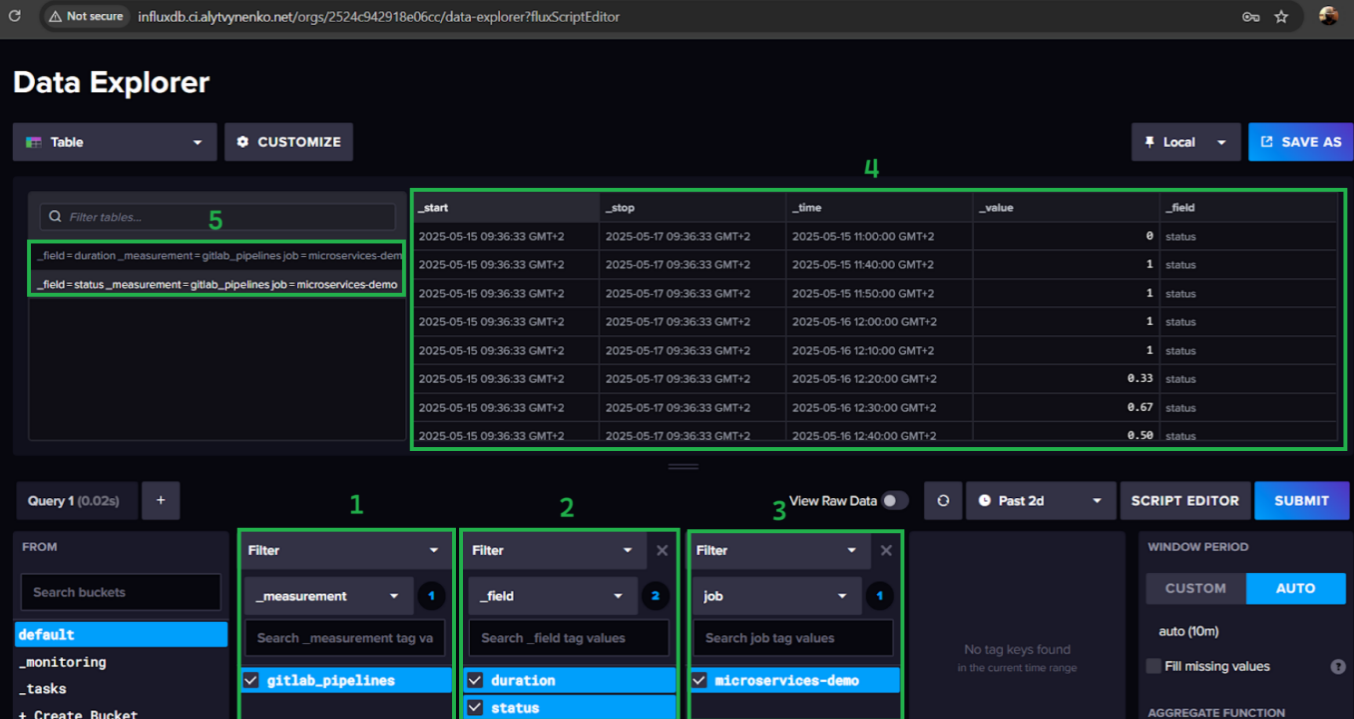 Not secure influxdb.ci.alytvynenko.net/orgs/2524c942918e06cc/data-explorer?fluxScriptEditor
Data Explorer
Table CUSTOMIZE Local SAVE AS
4
Filter tables... 5
_start _stop _time _value _field
_field = duration _measurement = gitlab_pipelines job = microservices-dem
_field = status _measurement = gitlab_pipelines job = microservices-demo
2025-05-15 09:36:33 GMT+2 2025-05-17 09:36:33 GMT+2 2025-05-15 11:00:00 GMT+2 0 status
2025-05-15 09:36:33 GMT+2 2025-05-17 09:36:33 GMT+2 2025-05-15 11:40:00 GMT+2 1 status
2025-05-15 09:36:33 GMT+2 2025-05-17 09:36:33 GMT+2 2025-05-15 11:50:00 GMT+2 1 status
2025-05-15 09:36:33 GMT+2 2025-05-17 09:36:33 GMT+2 2025-05-16 12:00:00 GMT+2 1 status
2025-05-15 09:36:33 GMT+2 2025-05-17 09:36:33 GMT+2 2025-05-16 12:10:00 GMT+2 1 status
2025-05-15 09:36:33 GMT+2 2025-05-17 09:36:33 GMT+2 2025-05-16 12:20:00 GMT+2 0.33 status
2025-05-15 09:36:33 GMT+2 2025-05-17 09:36:33 GMT+2 2025-05-16 12:30:00 GMT+2 0.67 status
2025-05-15 09:36:33 GMT+2 2025-05-17 09:36:33 GMT+2 2025-05-16 12:40:00 GMT+2 0.50 status
Query 1 (0.02s) + 1 2 3 View Raw Data Past 2d SCRIPT EDITOR SUBMIT
FROM
Search buckets
default
_monitoring
_tasks
+ Create Bucket
Filter
_measurement 1
Search _measurement tag va
gitlab_pipelines
Filter
_field 2
Search _field tag values
duration
status
Filter
job 1
Search job tag values
microservices-demo
No tag keys found
in the current time range
WINDOW PERIOD
CUSTOM AUTO
auto (10m)
Fill missing values ?
AGGREGATE FUNCTION